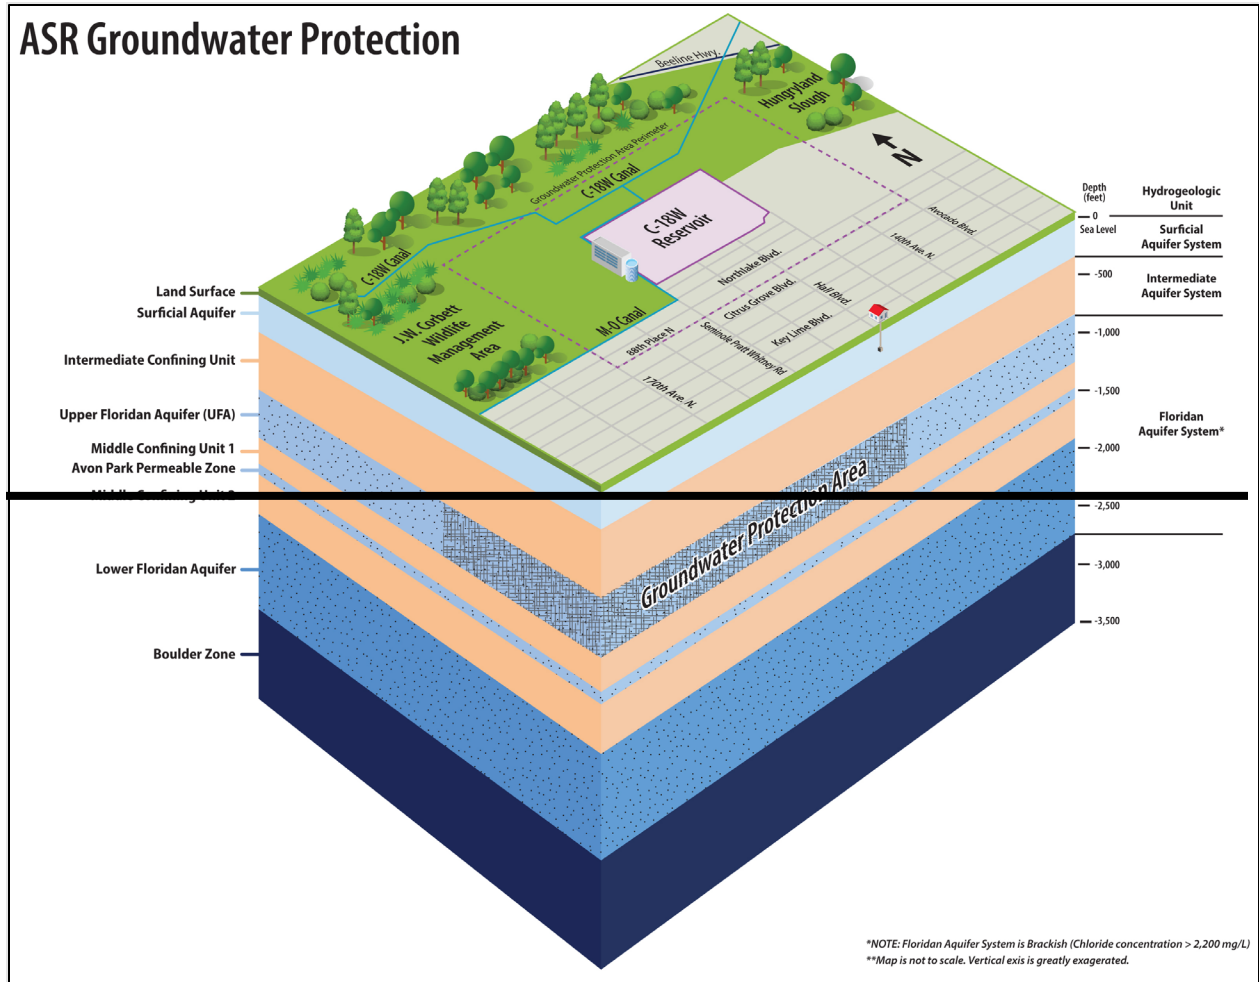 ASR Groundwater Protection
Beeline Hwy.
Hungryland
Slough
Groundwater Protection Area Perimeter
C-18W Canal
N
C-18W
Reservoir
C-18W Canal
Avocado Blvd.
140th Ave. N.
Northlake Blvd.
Hall Blvd.
Citrus Grove Blvd.
Key Lime Blvd.
Seminole Pratt Whitney Rd
M-O Canal
88th Place N
170th Ave. N.
J.W. Corbett
Wildlife
Management
Area
Land Surface
Surficial Aquifer
Intermediate Confining Unit
Upper Floridan Aquifer (UFA)
Middle Confining Unit 1
Avon Park Permeable Zone
Lower Floridan Aquifer
Boulder Zone
Groundwater Protection Area
Depth
(feet)
0
Sea Level
-500
-1,000
-1,500
-2,000
-2,500
-3,000
-3,500
Hydrogeologic
Unit
Surficial
Aquifer System
Intermediate
Aquifer System
Floridan
Aquifer System*
*NOTE: Floridan Aquifer System is Brackish (Chloride concentration > 2,200 mg/L)
**Map is not to scale. Vertical exis is greatly exagerated.